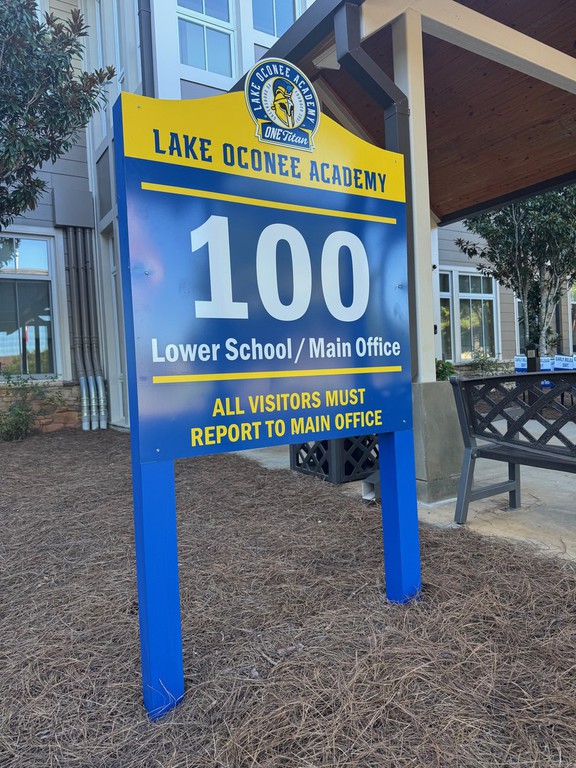 LAKE OCONEE ACADEMY
ONE Titan
LAKE OCONEE ACADEMY
100
Lower School / Main Office
ALL VISITORS MUST
REPORT TO MAIN OFFICE